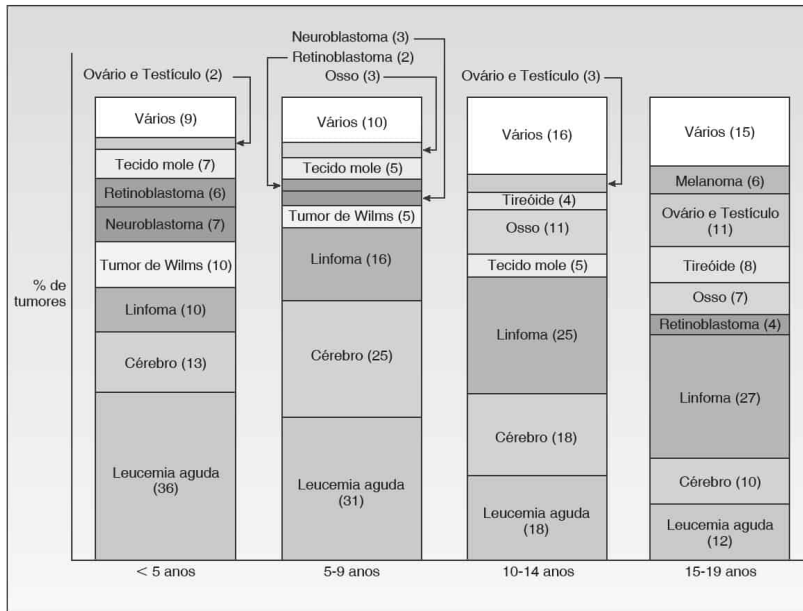 Neuroblastoma (3)
Retinoblastoma (2)
Ovário e Testículo (2)
Osso (3)
Ovário e Testículo (3)
% de
tumores
Vários (9)
Tecido mole (7)
Retinoblastoma (6)
Neuroblastoma (7)
Tumor de Wilms (10)
Linfoma (10)
Cérebro (13)
Leucemia aguda
(36)
< 5 anos
Vários (10)
Tecido mole (5)
Tumor de Wilms (5)
Linfoma (16)
Cérebro (25)
Leucemia aguda
(31)
5-9 anos
Vários (16)
Tireóide (4)
Osso (11)
Tecido mole (5)
Linfoma (25)
Cérebro (18)
Leucemia aguda
(18)
10-14 anos
Vários (15)
Melanoma (6)
Ovário e Testículo
(11)
Tireóide (8)
Osso (7)
Retinoblastoma (4)
Linfoma (27)
Cérebro (10)
Leucemia aguda
(12)
15-19 anos